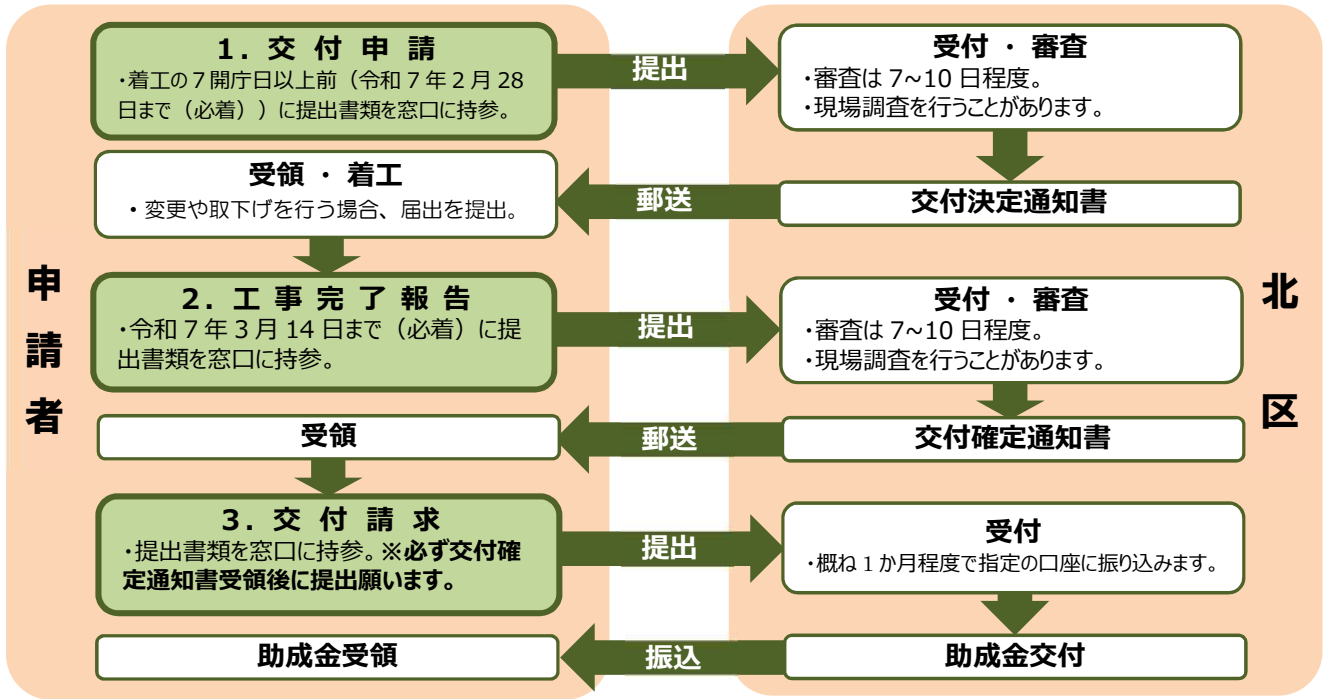 1．交 付 申 請
・着工の７開庁日以上前（令和７年２月 28
日まで（必着））に提出書類を窓口に持参。
提出
受付 ・ 審査
・審査は 7~10 日程度。
・現場調査を行うことがあります。
受領 ・ 着工
・変更や取下げを行う場合、届出を提出。
郵送
交付決定通知書
申請者
北区
2．工 事 完 了 報 告
・令和７年３月 14 日まで（必着）に提
出書類を窓口に持参。
提出
受付 ・ 審査
・審査は 7~10 日程度。
・現場調査を行うことがあります。
受領
郵送
交付確定通知書
3．交 付 請 求
・提出書類を窓口に持参。※必ず交付確
定通知書受領後に提出願います。
提出
受付
・概ね１か月程度で指定の口座に振り込みます。
助成金受領
振込
助成金交付